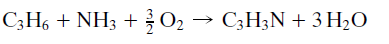 C₃H₆ + NH₃ + 3/2 O₂ → C₃H₃N + 3 H₂O